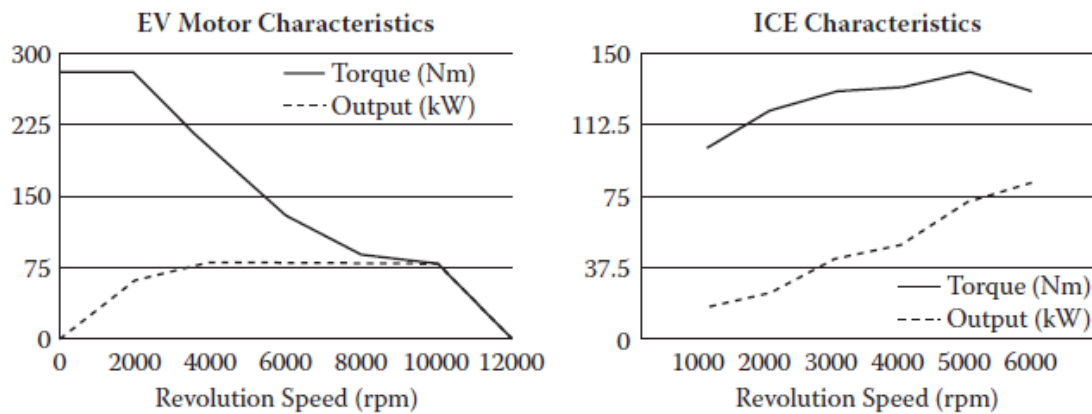 EV Motor Characteristics
300
225
150
75
0
Torque (Nm)
Output (kW)
0 2000 4000 6000 8000 10000 12000
Revolution Speed (rpm)
ICE Characteristics
150
112.5
75
37.5
0
Torque (Nm)
Output (kW)
1000 2000 3000 4000 5000 6000
Revolution Speed (rpm)